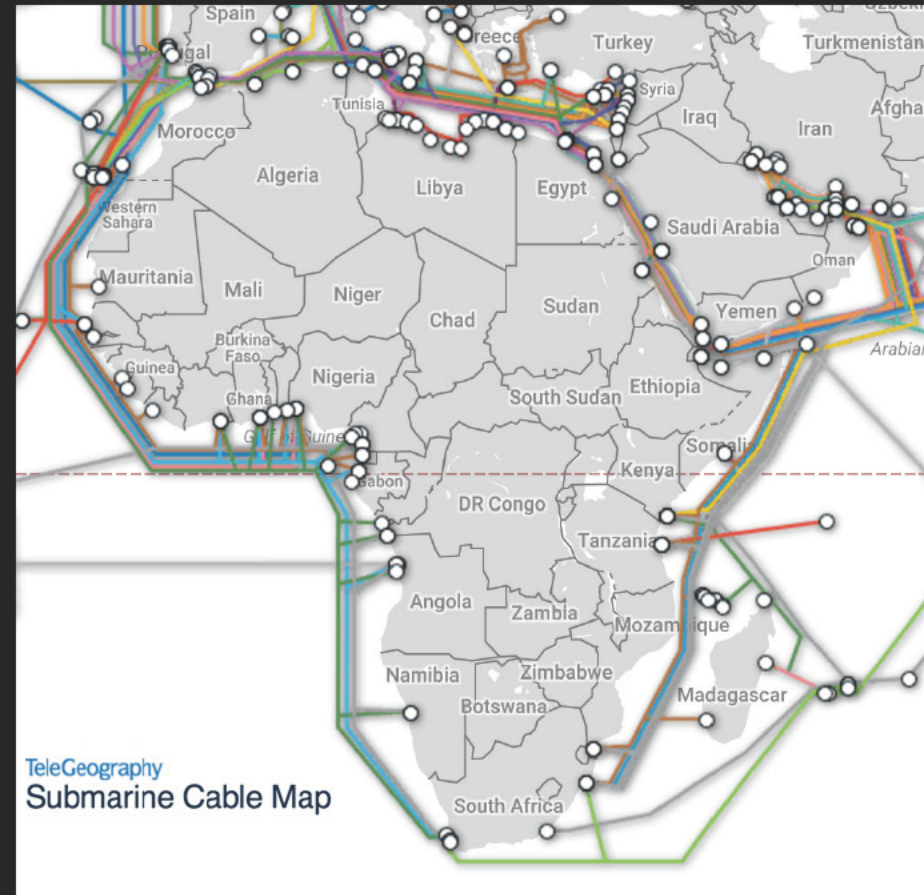 Spain
Portugal
Greece
Turkey
Uzbeki
Turkmenistan
Tunisia
Syria
Afgha
Morocco
Iraq
Iran
Algeria
Libya
Egypt
Western
Sahara
Saudi Arabia
Oman
Mauritania
Mali
Niger
Chad
Sudan
Yemen
Burkina
Faso
Arabian
Guinea
Nigeria
Ghana
South Sudan
Ethiopia
Gulf of Guinea
Somali
Gabon
Kenya
DR Congo
Tanzania
Angola
Zambia
Mozambique
Namibia
Zimbabwe
Botswana
Madagascar
TeleGeography
Submarine Cable Map
South Africa